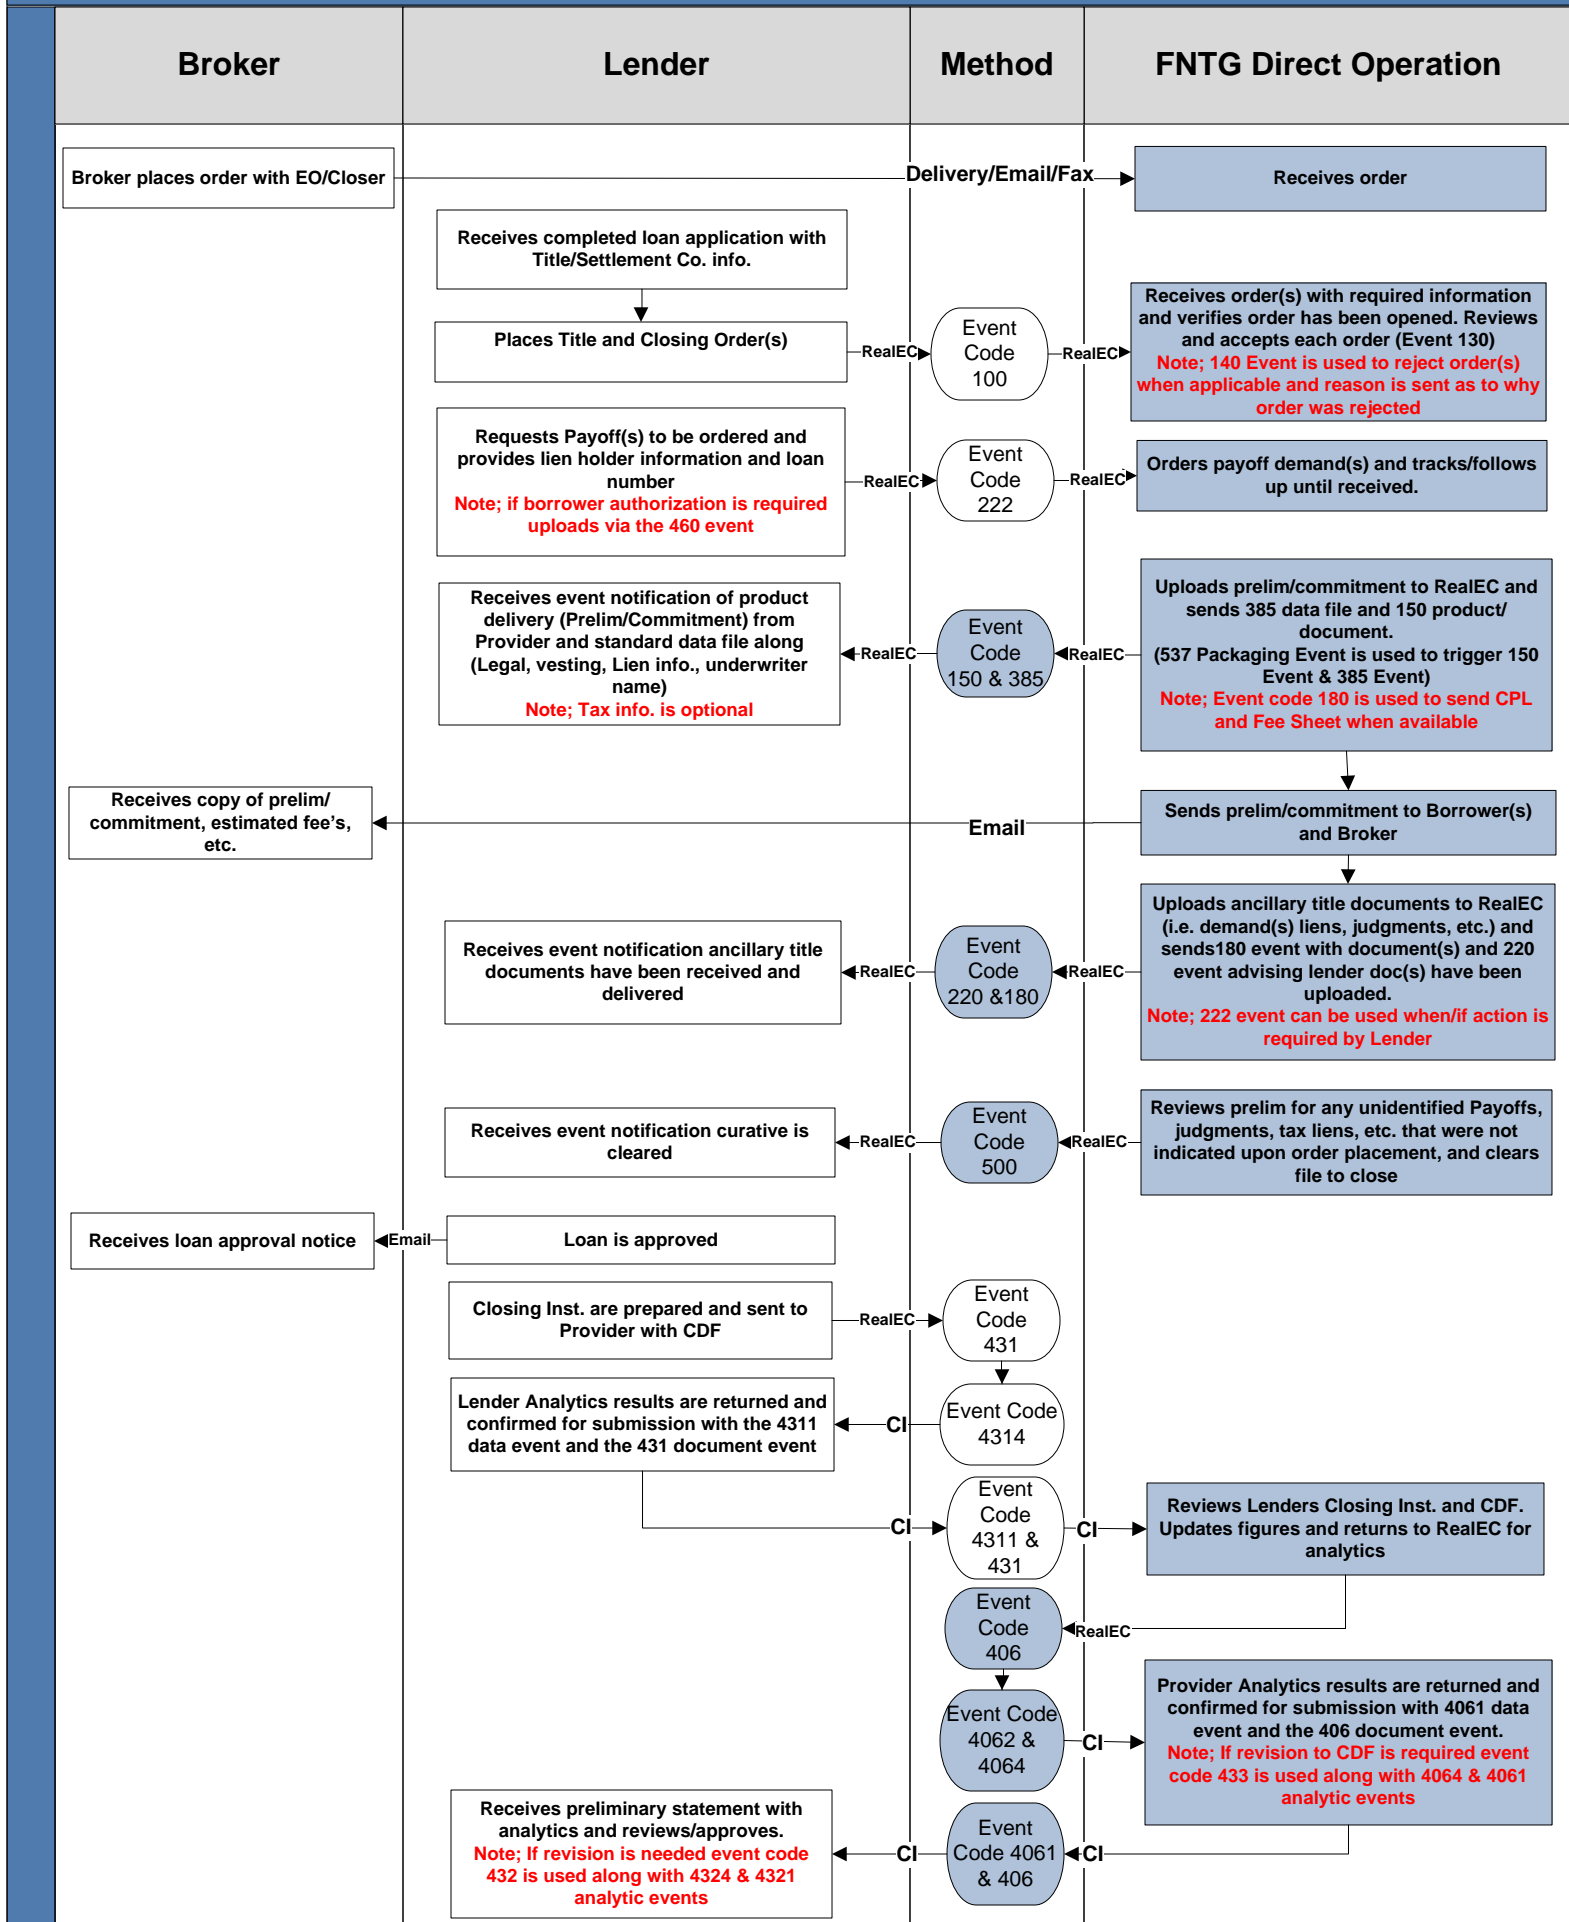 Broker
Lender
Method
FNTG Direct Operation
Broker places order with EO/Closer
Delivery/Email/Fax
Receives order
Receives completed loan application with
Title/Settlement Co. info.
Places Title and Closing Order(s)
RealEC
Event
Code
100
RealEC
Receives order(s) with required information
and verifies order has been opened. Reviews
and accepts each order (Event 130)
Note; 140 Event is used to reject order(s)
when applicable and reason is sent as to why
order was rejected
Requests Payoff(s) to be ordered and
provides lien holder information and loan
number
Note; if borrower authorization is required
uploads via the 460 event
RealEC
Event
Code
222
RealEC
Orders payoff demand(s) and tracks/follows
up until received.
Receives event notification of product
delivery (Prelim/Commitment) from
Provider and standard data file along
(Legal, vesting, Lien info., underwriter
name)
Note; Tax info. is optional
RealEC
Event
Code
150 & 385
RealEC
Uploads prelim/commitment to RealEC and
sends 385 data file and 150 product/
document.
(537 Packaging Event is used to trigger 150
Event & 385 Event)
Note; Event code 180 is used to send CPL
and Fee Sheet when available
Receives copy of prelim/
commitment, estimated fee's,
etc.
Email
Sends prelim/commitment to Borrower(s)
and Broker
Receives event notification ancillary title
documents have been received and
delivered
RealEC
Event
Code
220 &180
RealEC
Uploads ancillary title documents to RealEC
(i.e. demand(s) liens, judgments, etc.) and
sends180 event with document(s) and 220
event advising lender doc(s) have been
uploaded.
Note; 222 event can be used when/if action is
required by Lender
Receives event notification curative is
cleared
RealEC
Event
Code
500
RealEC
Reviews prelim for any unidentified Payoffs,
judgments, tax liens, etc. that were not
indicated upon order placement, and clears
file to close
Receives loan approval notice
Email
Loan is approved
Closing Inst. are prepared and sent to
Provider with CDF
RealEC
Event
Code
431
Lender Analytics results are returned and
confirmed for submission with the 4311
data event and the 431 document event
CI
Event Code
4314
CI
Event
Code
4311 &
431
CI
Reviews Lenders Closing Inst. and CDF.
Updates figures and returns to RealEC for
analytics
Event
Code
406
RealEC
Event Code
4062 &
4064
CI
Provider Analytics results are returned and
confirmed for submission with 4061 data
event and the 406 document event.
Note; If revision to CDF is required event
code 433 is used along with 4064 & 4061
analytic events
Receives preliminary statement with
analytics and reviews/approves.
Note; If revision is needed event code
432 is used along with 4324 & 4321
analytic events
CI
Event
Code 4061
& 406
CI